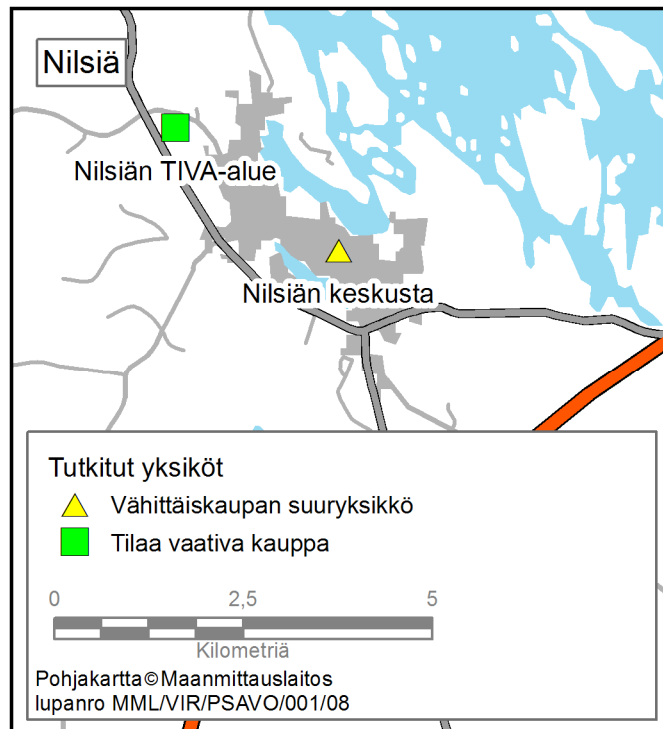 Nilsiä
Nilsiän TIVA-alue
Nilsiän keskusta
Tutkitut yksiköt
Vähittäiskaupan suuryksikkö
Tilaa vaativa kauppa
0 2,5 5
Kilometriä
Pohjakartta©Maanmittauslaitos
lupanro MML/VIR/PSAVO/001/08